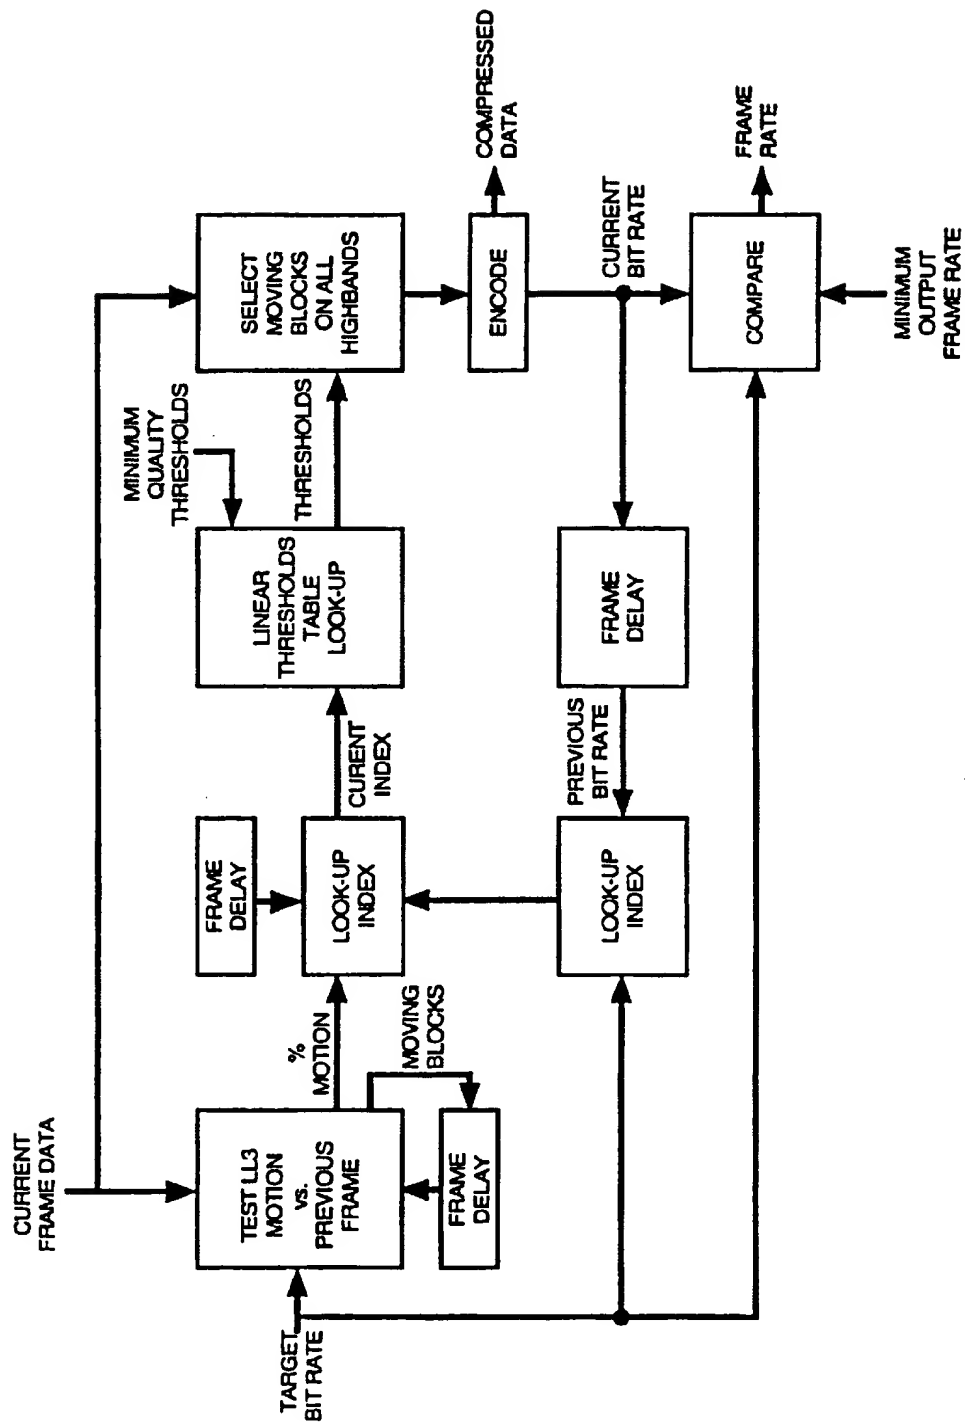 CURRENT
FRAME DATA
TARGET
BIT RATE
TEST LL3
MOTION
vs.
PREVIOUS
FRAME
FRAME
DELAY
%
MOTION
MOVING
BLOCKS
FRAME
DELAY
LOOK-UP
INDEX
CURENT
INDEX
LINEAR
THRESHOLDS
TABLE
LOOK-UP
MINIMUM
QUALITY
THRESHOLDS
THRESHOLDS
SELECT
MOVING
BLOCKS
ON ALL
HIGHBANDS
ENCODE
COMPRESSED
DATA
LOOK-UP
INDEX
PREVIOUS
BIT RATE
FRAME
DELAY
CURRENT
BIT RATE
COMPARE
FRAME
RATE
MINIMUM
OUTPUT
FRAME RATE